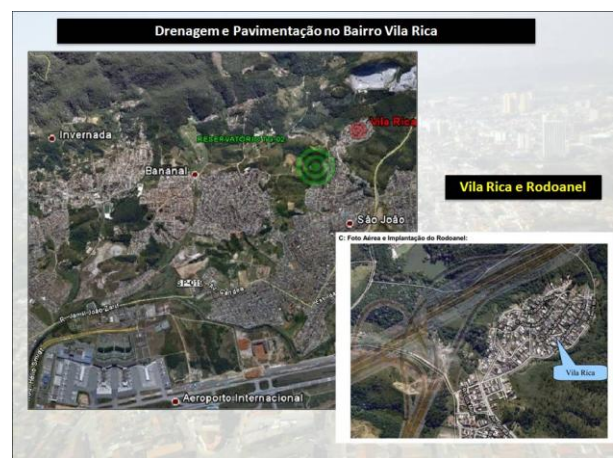 Drenagem e Pavimentação no Bairro Vila Rica
Invernada
Vila Rica
Bananal
São João
Vila Rica e Rodoanel
C: Foto Aérea e Implantação do Rodoanel:
Aeroporto Internacional
Vila Rica